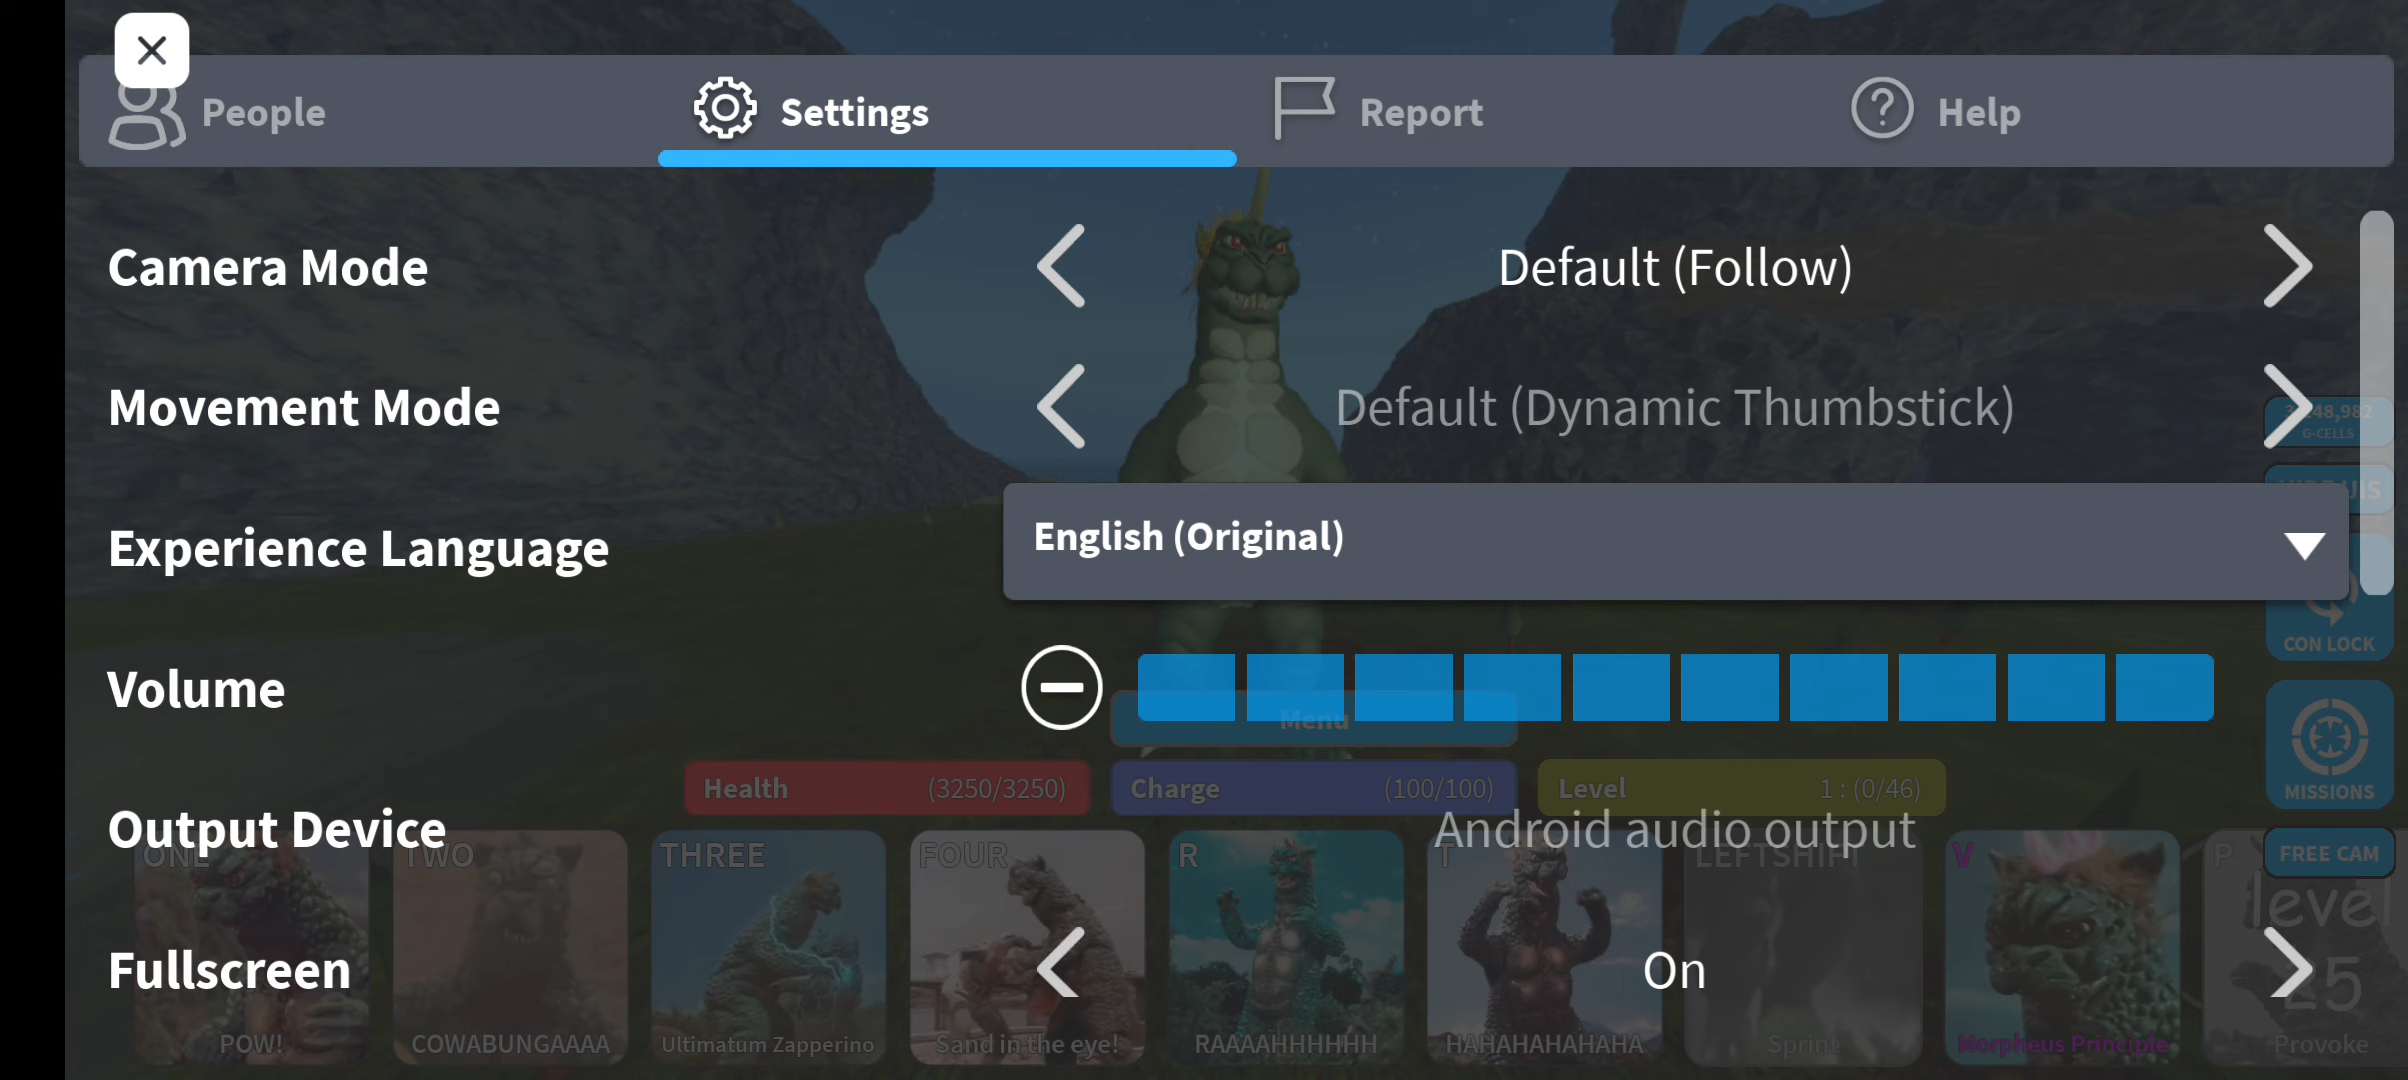 People
Settings
Report
Help
Camera Mode
Default (Follow)
Movement Mode
Default (Dynamic Thumbstick)
G-CELLS
Experience Language
English (Original)
CON LOCK
Volume
Menu
MISSIONS
Health (3250/3250)
Charge (100/100)
Level 1 : (0/46)
Output Device
Android audio output
FREE CAM
ONE
TWO
THREE
FOUR
R
T
LEFTSHIFT
V
P
level
25
Fullscreen
On
POW!
COWABUNGAAAA
Ultimatum Zapperino
Sand in the eye!
RAAAAHHHHHH
HAHAHAHAHAHA
Sprint
Morpheus Principle
Provoke